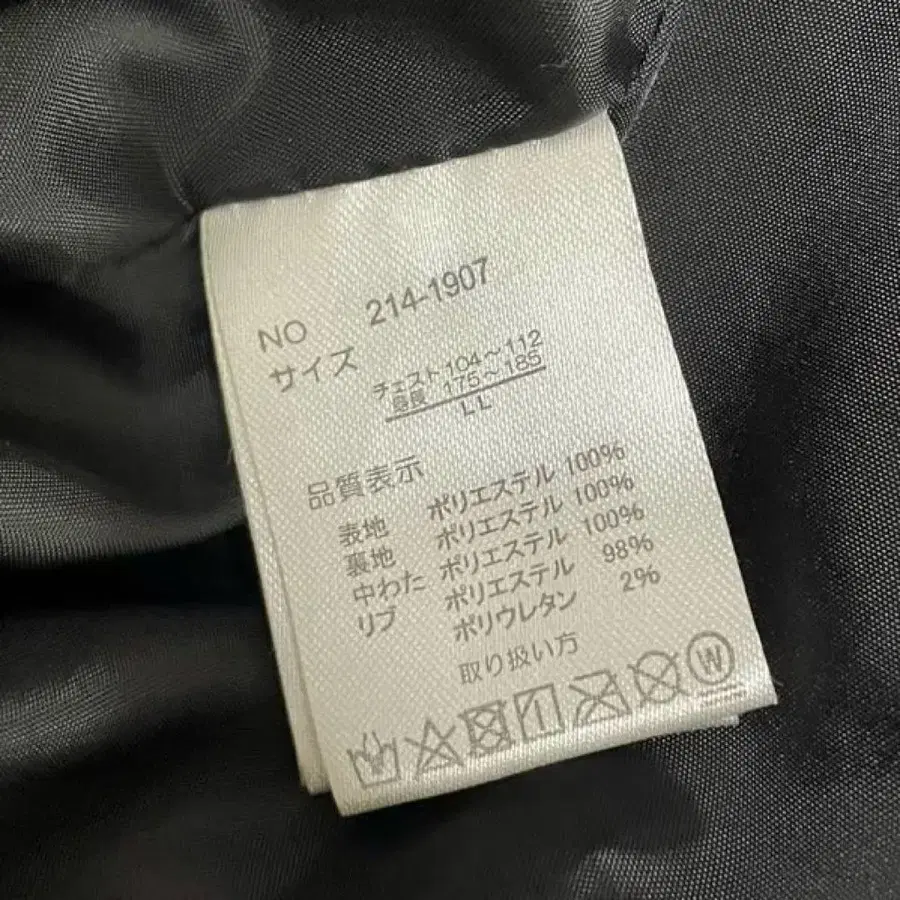 NO 214-1907
サイズ チェスト104～112
身長 175～185
LL
品質表示
表地 ポリエステル 100%
裏地 ポリエステル 100%
中わた ポリエステル 100%
リブ ポリエステル 98%
ポリウレタン 2%
取り扱い方
W